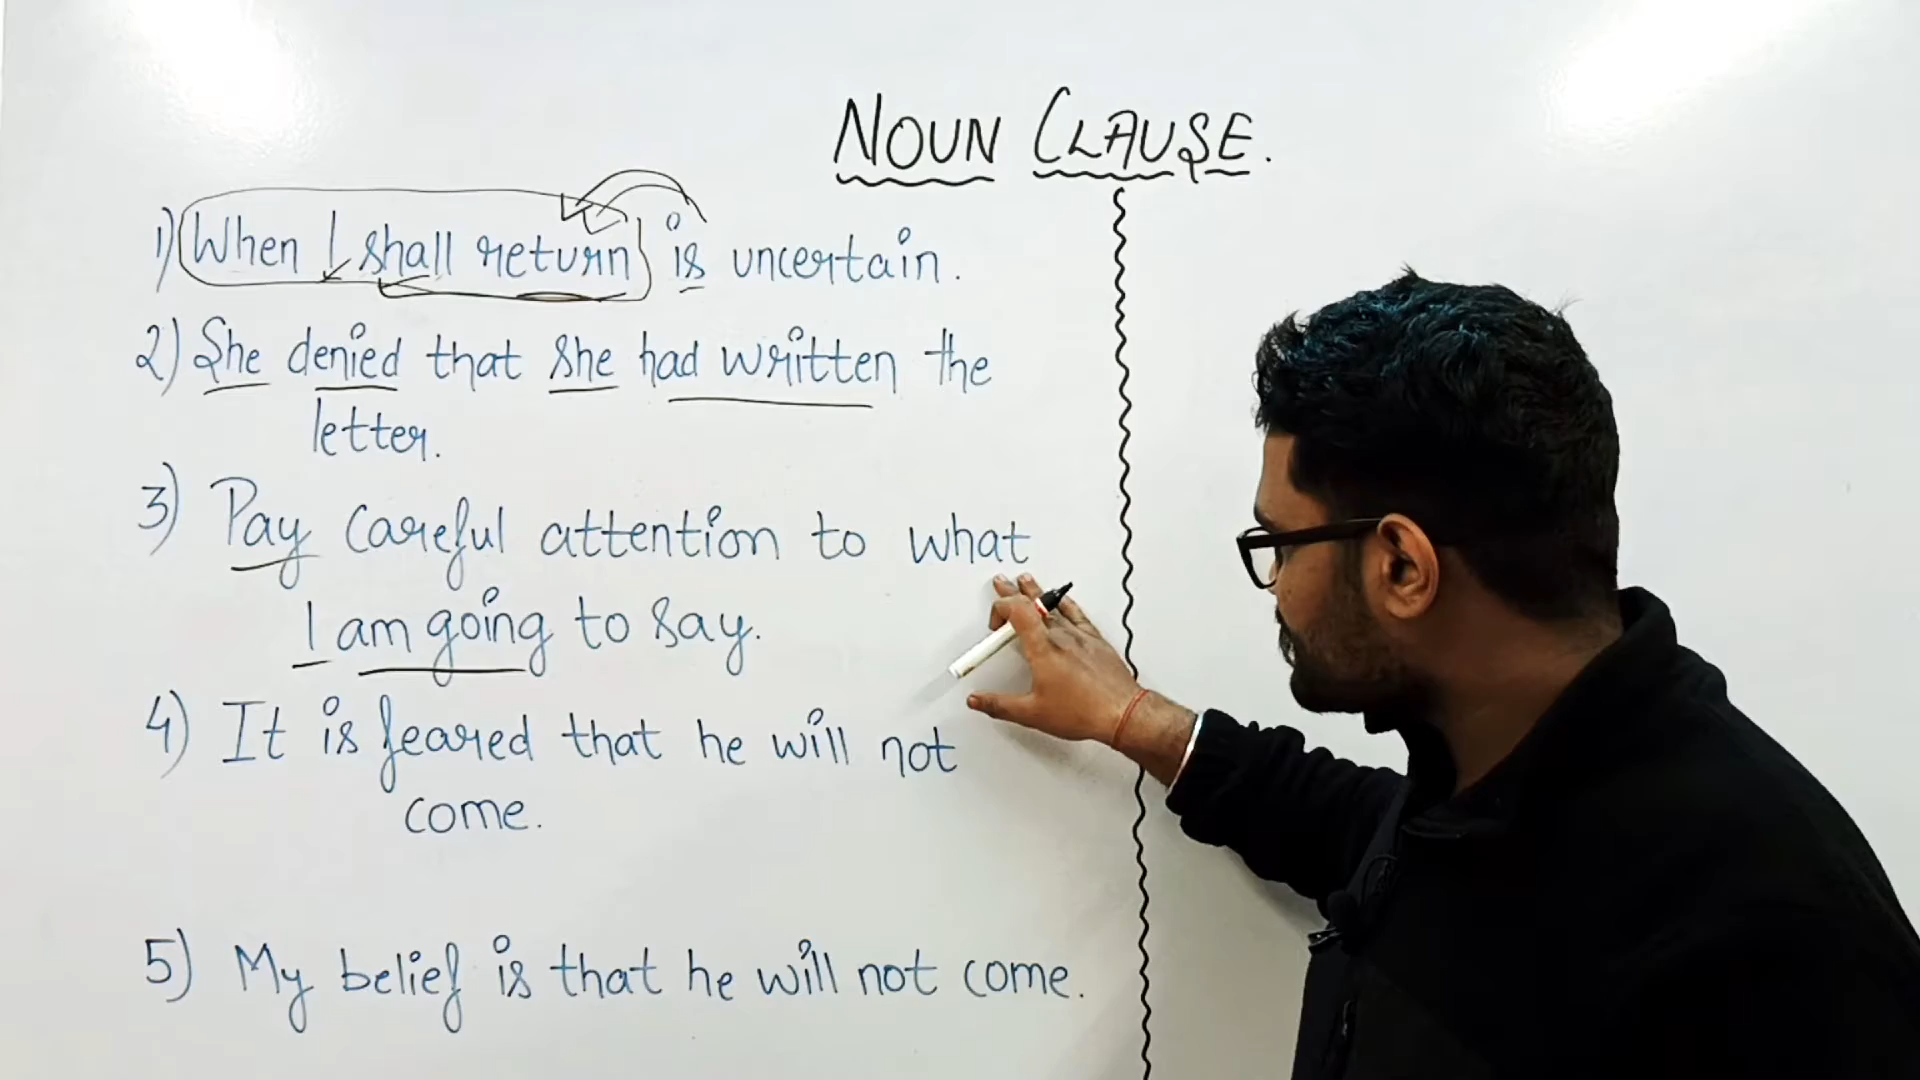 NOUN CLAUSE.
1) When I shall return is uncertain.
2) She denied that she had written the
letter.
3) Pay careful attention to what
I am going to say.
4) It is feared that he will not
come.
5) My belief is that he will not come.